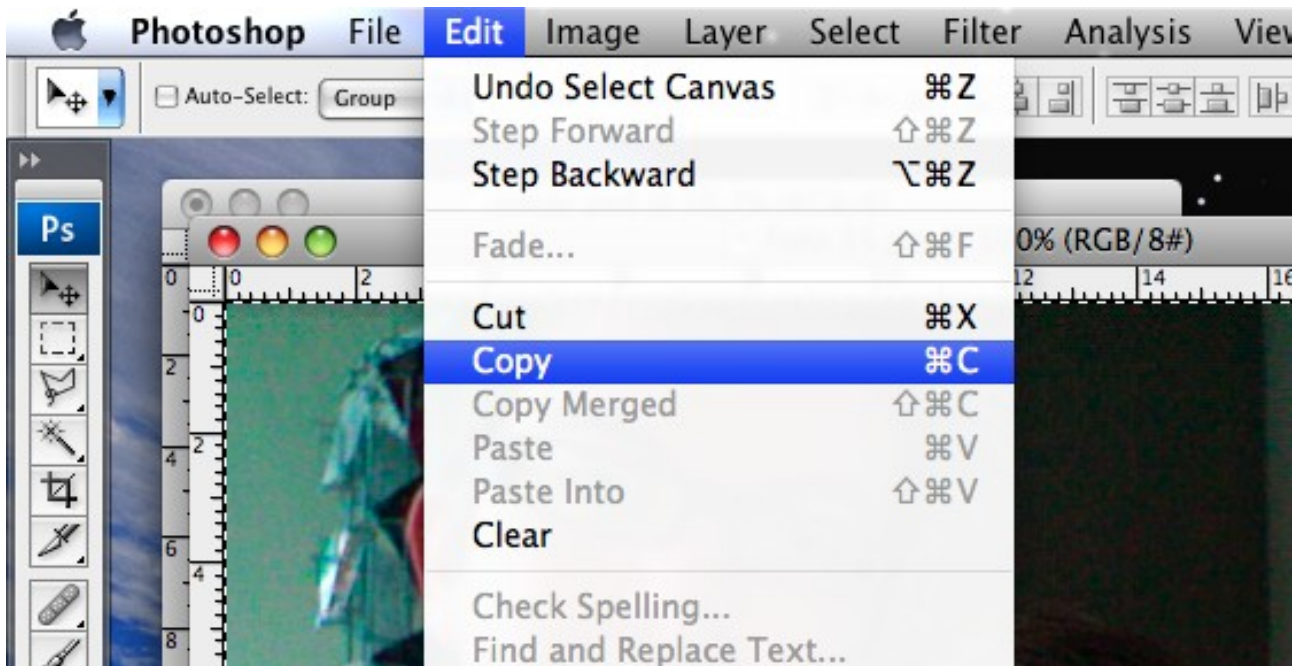 Photoshop File Edit Image Layer Select Filter Analysis
Auto-Select: Group
Undo Select Canvas ⌘Z
Step Forward ⇧⌘Z
Step Backward ⌥⌘Z
Ps
Fade... ⇧⌘F
0% (RGB/8#)
0 0 2 12 14 16
0
Cut ⌘X
2
Copy ⌘C
Copy Merged ⇧⌘C
4 2
Paste ⌘V
Paste Into ⇧⌘V
Clear
6
4
Check Spelling...
8
Find and Replace Text...